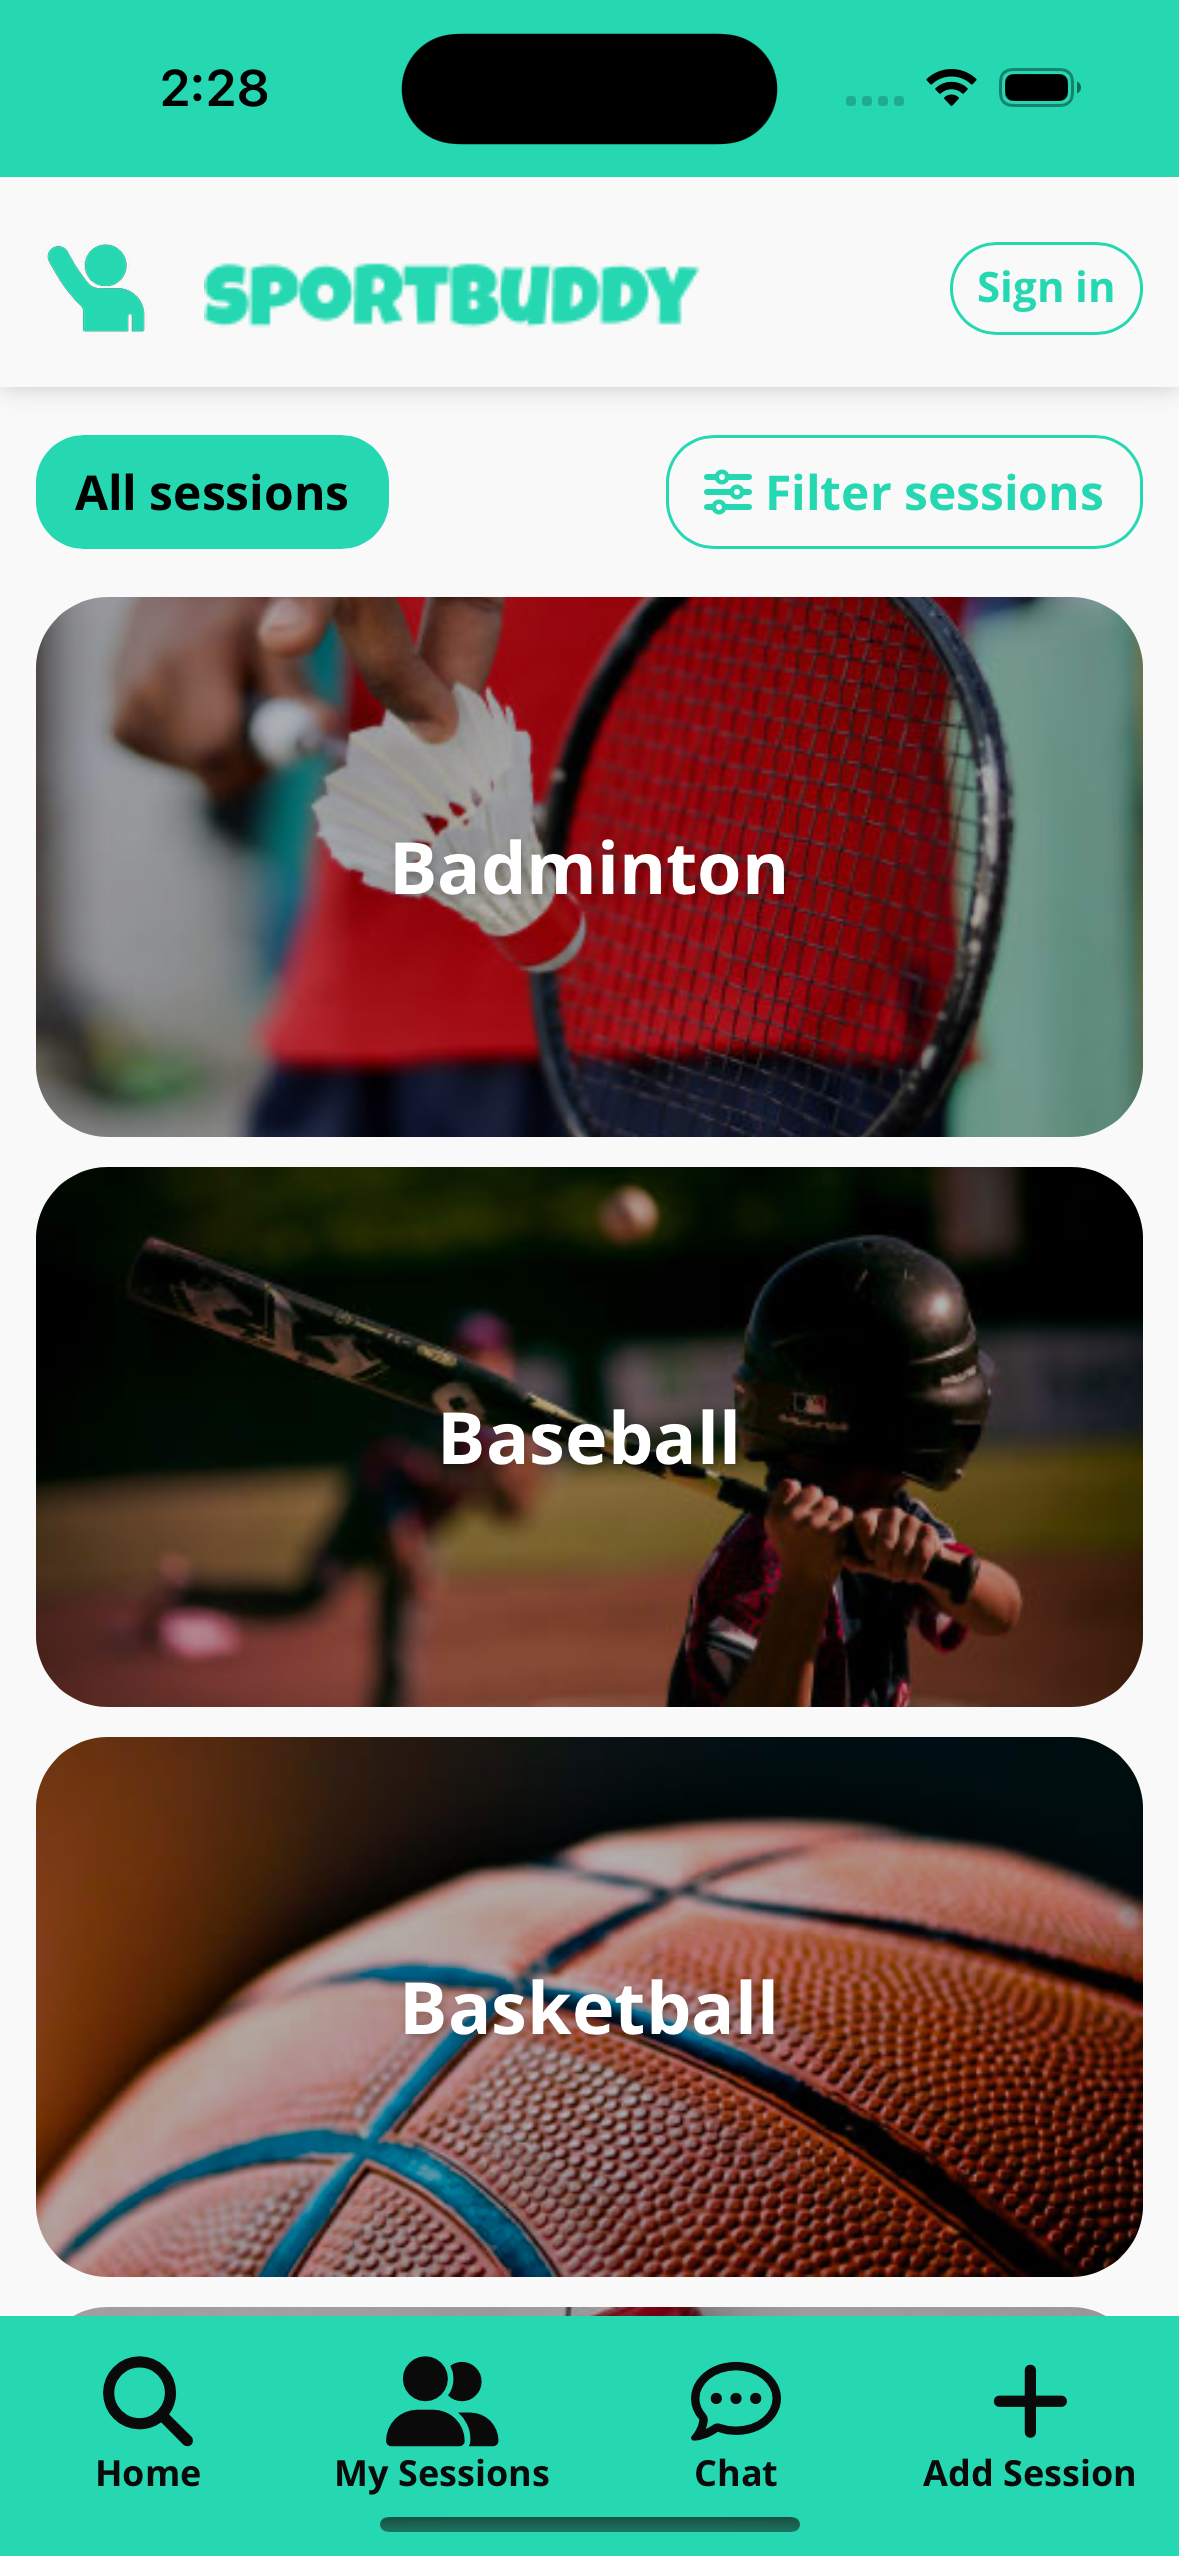 2:28
SPORTBUDDY
Sign in
All sessions
Filter sessions
Badminton
Baseball
Basketball
Home
My Sessions
Chat
Add Session